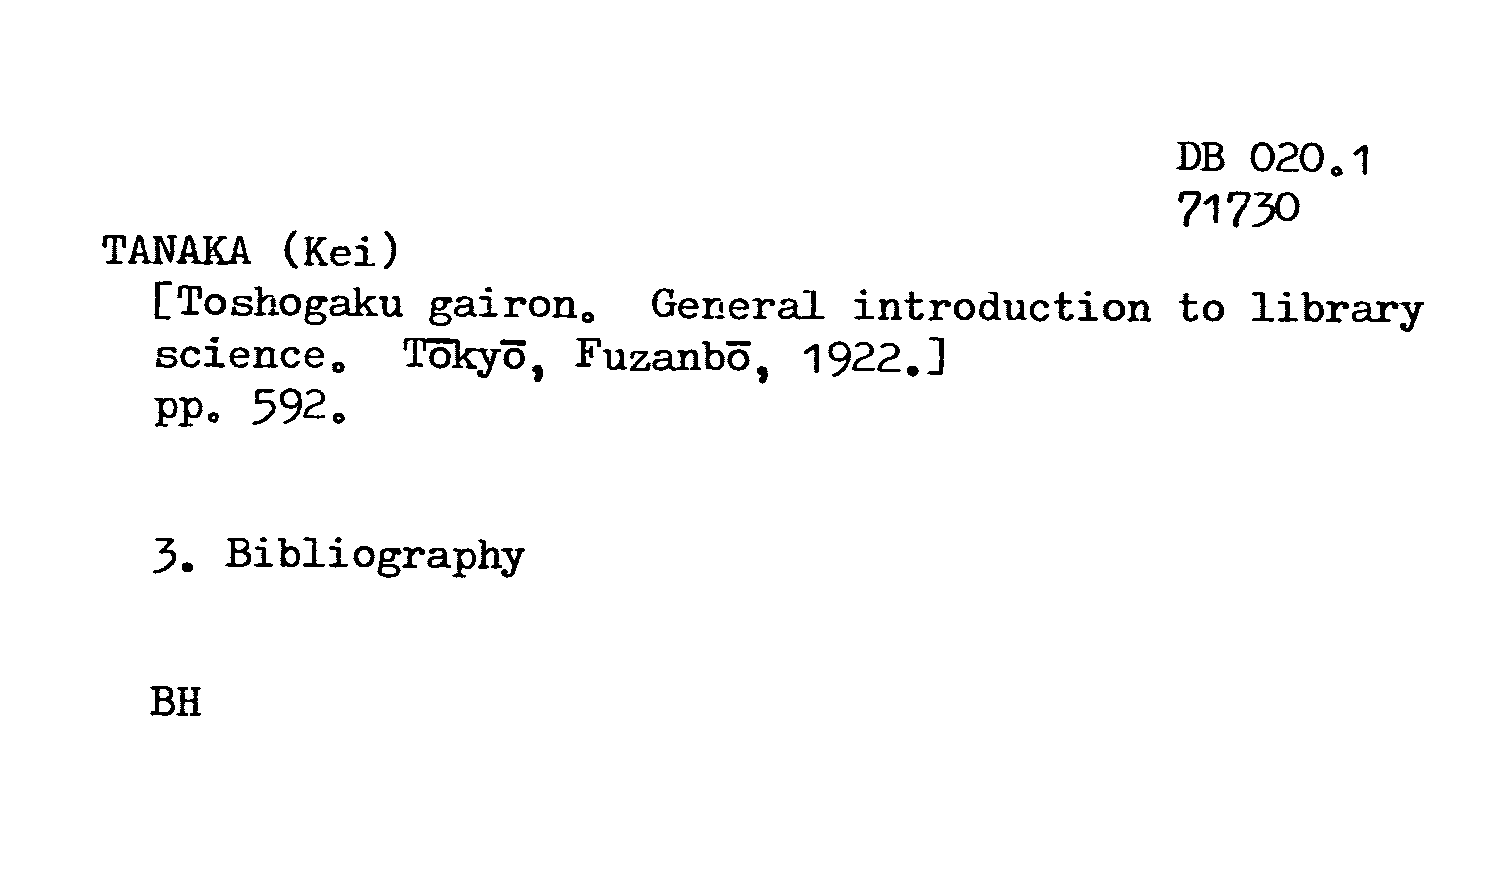 DB 020.1
71730
TANAKA (Kei)
[Toshogaku gairon. General introduction to library
science. Tōkyō, Fuzanbō, 1922.]
pp. 592.
3. Bibliography
BH